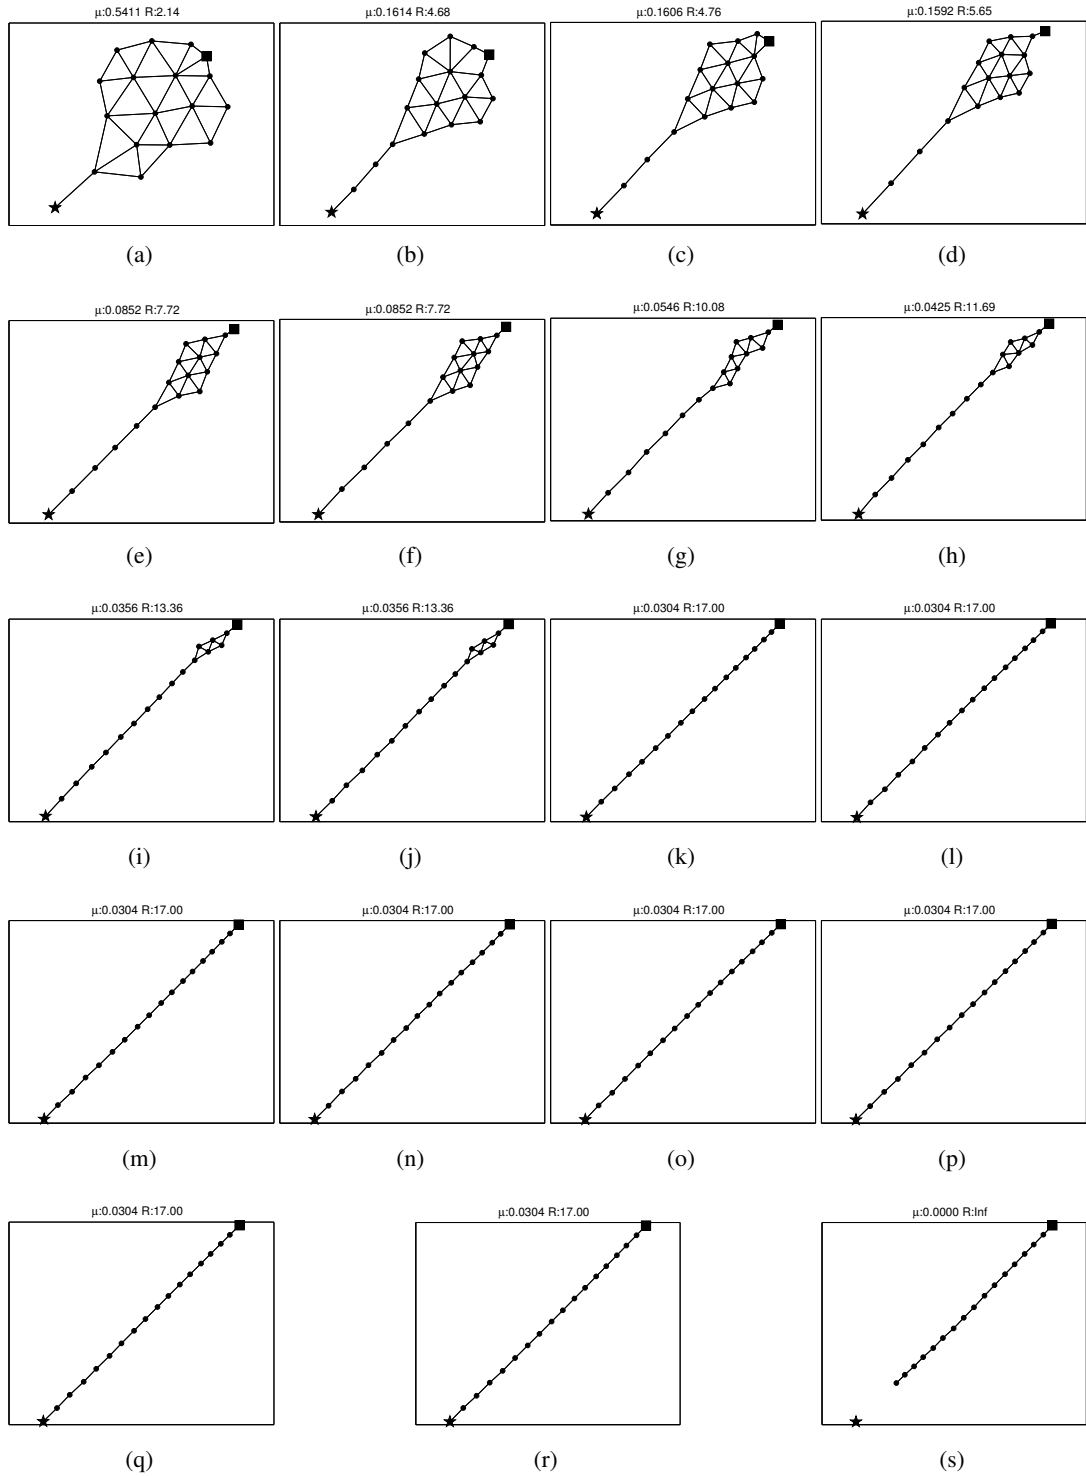 μ:0.5411 R:2.14
μ:0.1614 R:4.68
μ:0.1606 R:4.76
μ:0.1592 R:5.65
(a)
(b)
(c)
(d)
μ:0.0852 R:7.72
μ:0.0852 R:7.72
μ:0.0546 R:10.08
μ:0.0425 R:11.69
(e)
(f)
(g)
(h)
μ:0.0356 R:13.36
μ:0.0356 R:13.36
μ:0.0304 R:17.00
μ:0.0304 R:17.00
(i)
(j)
(k)
(l)
μ:0.0304 R:17.00
μ:0.0304 R:17.00
μ:0.0304 R:17.00
μ:0.0304 R:17.00
(m)
(n)
(o)
(p)
μ:0.0304 R:17.00
μ:0.0304 R:17.00
μ:0.0000 R:Inf
(q)
(r)
(s)